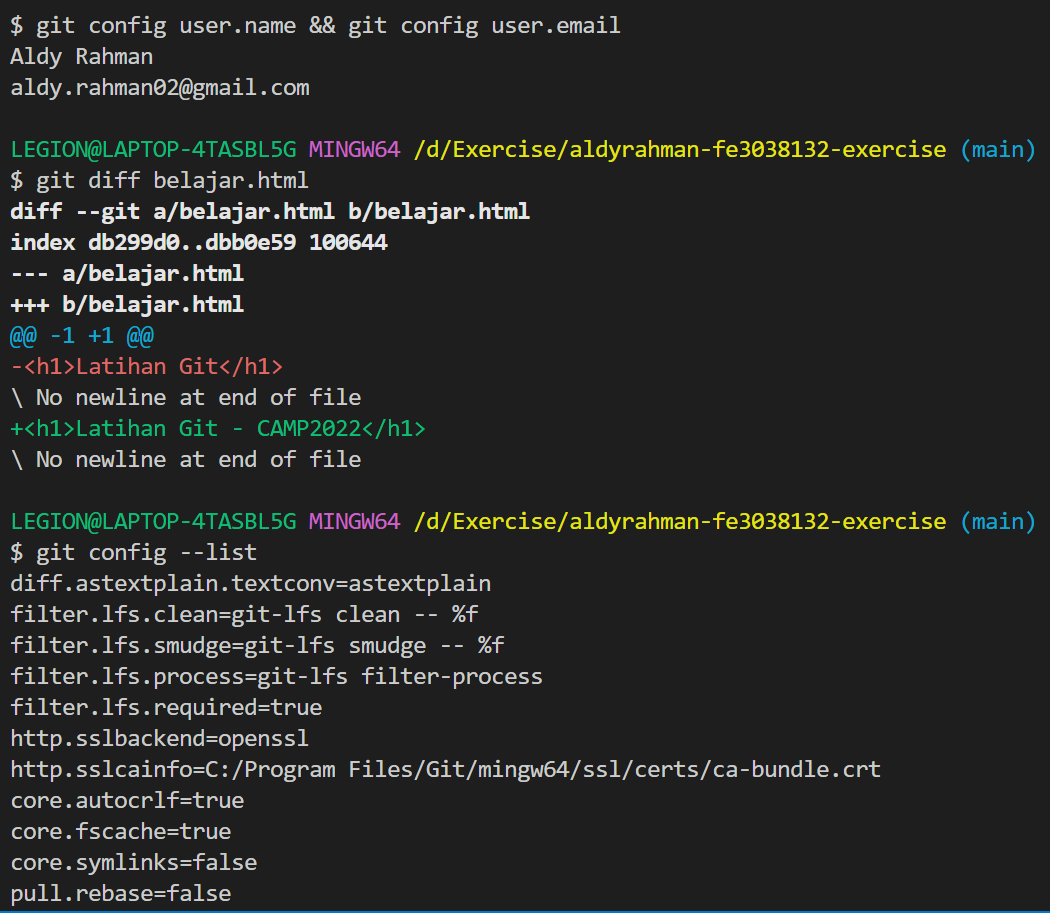 $ git config user.name && git config user.email
Aldy Rahman
aldy.rahman02@gmail.com
LEGION@LAPTOP-4TASBL5G MINGW64 /d/Exercise/aldyrahman-fe3038132-exercise (main)
$ git diff belajar.html
diff --git a/belajar.html b/belajar.html
index db299d0..dbb0e59 100644
--- a/belajar.html
+++ b/belajar.html
@@ -1 +1 @@
-<h1>Latihan Git</h1>
\ No newline at end of file
+<h1>Latihan Git - CAMP2022</h1>
\ No newline at end of file
LEGION@LAPTOP-4TASBL5G MINGW64 /d/Exercise/aldyrahman-fe3038132-exercise (main)
$ git config --list
diff.astextplain.textconv=astextplain
filter.lfs.clean=git-lfs clean -- %f
filter.lfs.smudge=git-lfs smudge -- %f
filter.lfs.process=git-lfs filter-process
filter.lfs.required=true
http.sslbackend=openssl
http.sslcainfo=C:/Program Files/Git/mingw64/ssl/certs/ca-bundle.crt
core.autocrlf=true
core.fscache=true
core.symlinks=false
pull.rebase=false